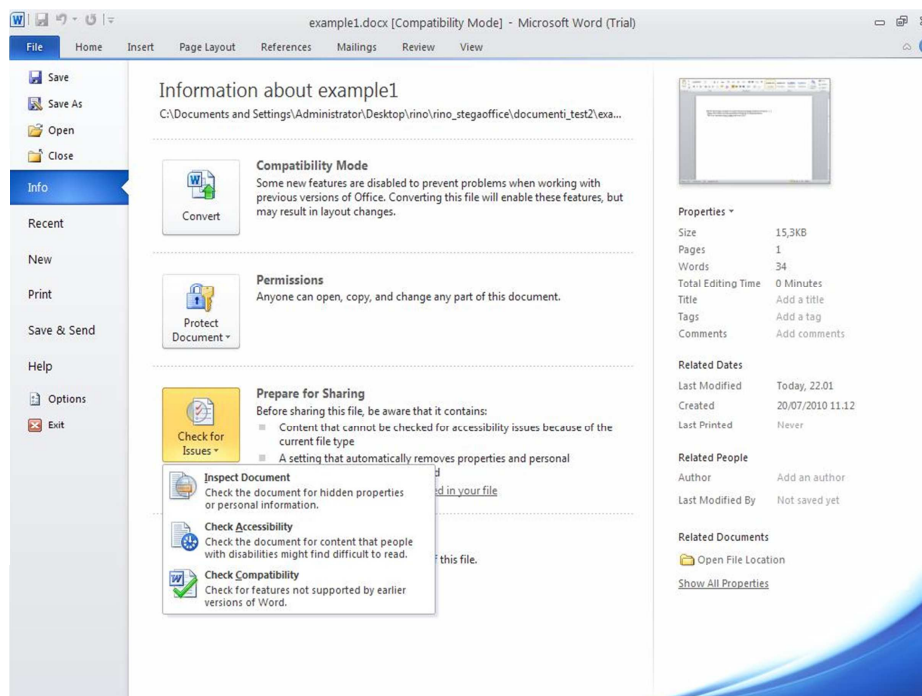 example1.docx [Compatibility Mode] - Microsoft Word (Trial)
File Home Insert Page Layout References Mailings Review View
Save
Save As
Open
Close
Info
Recent
New
Print
Save & Send
Help
Options
Exit
Information about example1
C:\Documents and Settings\Administrator\Desktop\rino\rino_stegaoffice\documenti_test2\exa...
Convert
Compatibility Mode
Some new features are disabled to prevent problems when working with
previous versions of Office. Converting this file will enable these features, but
may result in layout changes.
Protect
Document
Permissions
Anyone can open, copy, and change any part of this document.
Check for
Issues
Prepare for Sharing
Before sharing this file, be aware that it contains:
Content that cannot be checked for accessibility issues because of the
current file type
A setting that automatically removes properties and personal
d in your file
Inspect Document
Check the document for hidden properties
or personal information.
Check Accessibility
Check the document for content that people
with disabilities might find difficult to read.
Check Compatibility
Check for features not supported by earlier
versions of Word.
this file.
Properties
Size 15,3KB
Pages 1
Words 34
Total Editing Time 0 Minutes
Title Add a title
Tags Add a tag
Comments Add comments
Related Dates
Last Modified Today, 22.01
Created 20/07/2010 11.12
Last Printed Never
Related People
Author Add an author
Last Modified By Not saved yet
Related Documents
Open File Location
Show All Properties